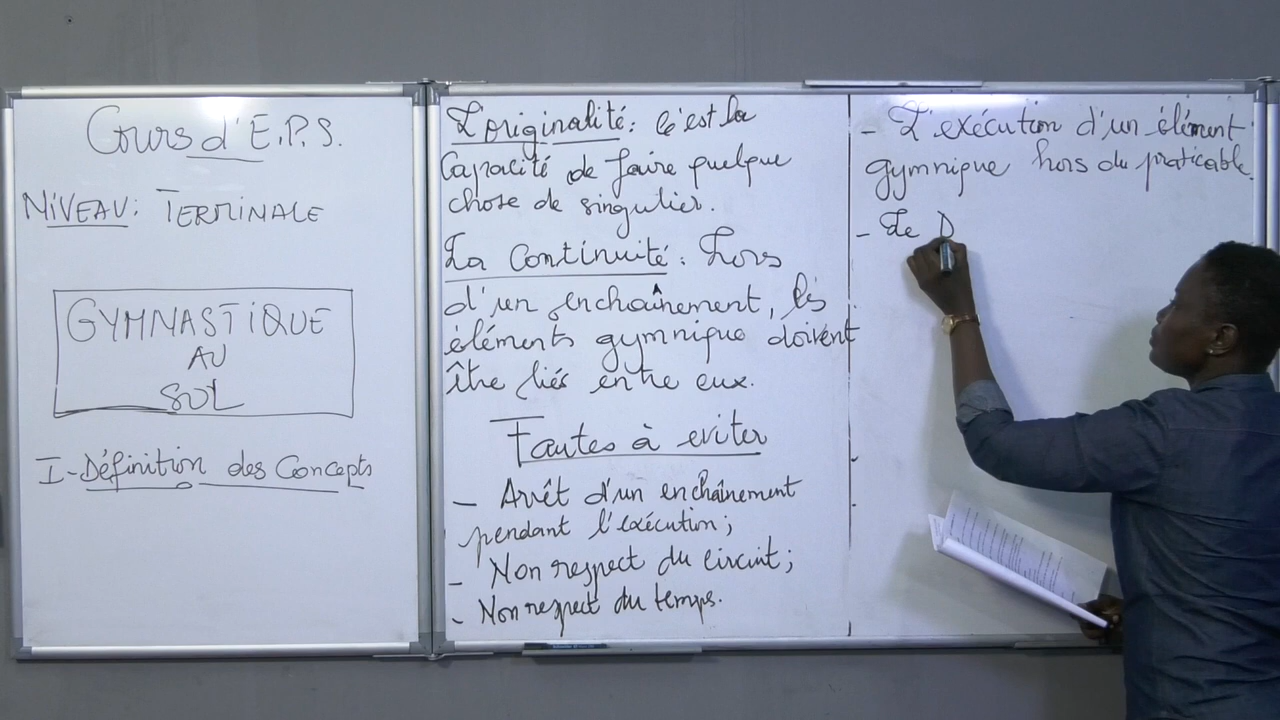 Cours d'E.P.S.
NIVEAU: TERMINALE
GYMNASTIQUE
AU
SOL
I-Définition des Concepts
L'originalité: C'est la
Capacité de faire quelque
chose de singulier.
La Continuité: Lors
d'un enchaînement, les
éléments gymnique doivent
être liés entre eux.
Fautes à eviter
- Arrêt d'un enchaînement
pendant l'exécution;
- Non respect du circuit;
- Non respect du temps.
- L'exécution d'un élément
gymnique hors du praticable.
- Le D